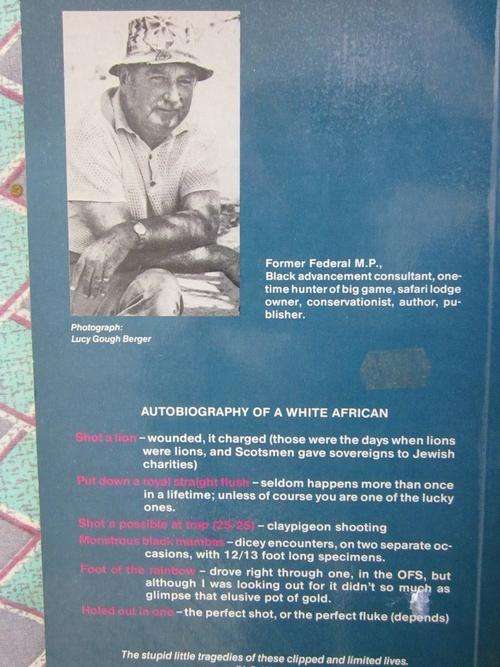 Former Federal M.P.,
Black advancement consultant, one-
time hunter of big game, safari lodge
owner, conservationist, author, pu-
blisher.
Photograph:
Lucy Gough Berger
AUTOBIOGRAPHY OF A WHITE AFRICAN
Shot a lion – wounded, it charged (those were the days when lions
were lions, and Scotsmen gave sovereigns to Jewish
charities)
Put down a royal straight flush – seldom happens more than once
in a lifetime; unless of course you are one of the lucky
ones.
Shot a possible at trap (25/25) – claypigeon shooting
Monstrous black mambas – dicey encounters, on two separate oc-
casions, with 12/13 foot long specimens.
Foot of the rainbow – drove right through one, in the OFS, but
although I was looking out for it didn't so much as
glimpse that elusive pot of gold.
Holed out in one – the perfect shot, or the perfect fluke (depends)
The stupid little tragedies of these clipped and limited lives.